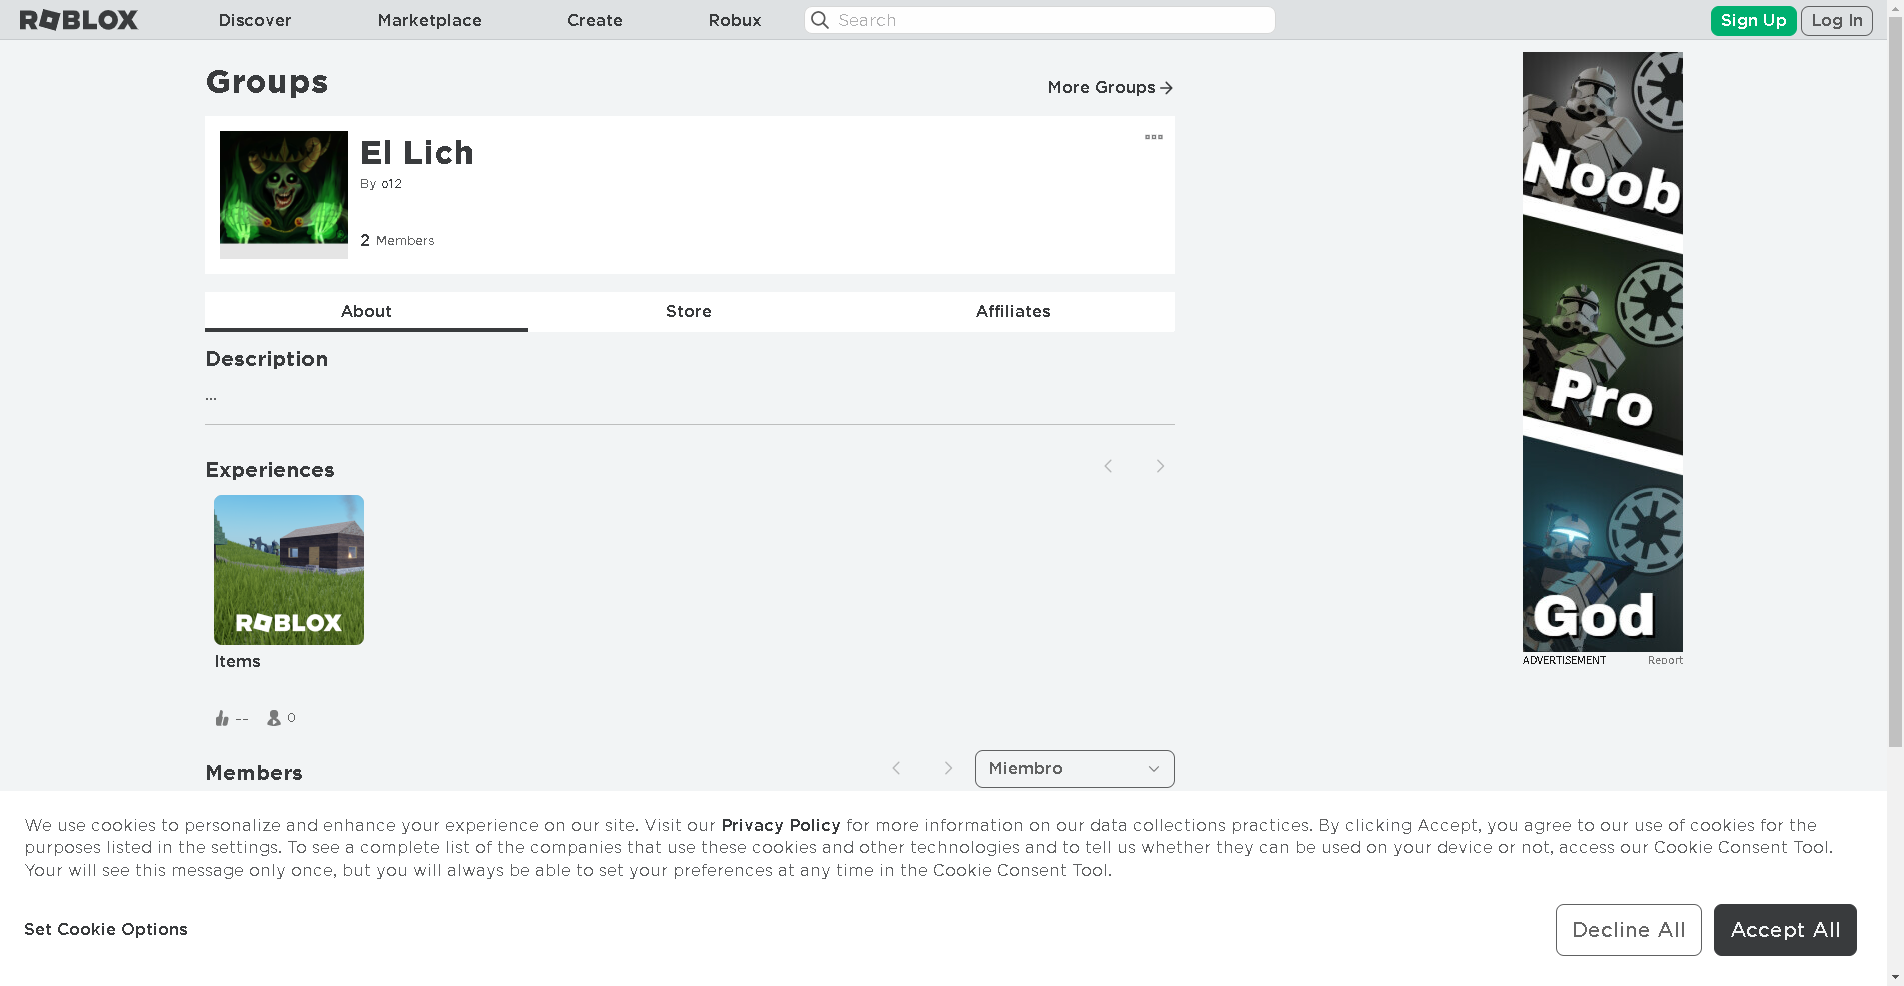 ROBLOX Discover Marketplace Create Robux Search Sign Up Log In
Groups
More Groups
El Lich
By o12
2 Members
About Store Affiliates
Description
...
Experiences
ROBLOX
Items
-- 0
Members
Miembro
Noob
Pro
God
ADVERTISEMENT Report
We use cookies to personalize and enhance your experience on our site. Visit our Privacy Policy for more information on our data collections practices. By clicking Accept, you agree to our use of cookies for the
purposes listed in the settings. To see a complete list of the companies that use these cookies and other technologies and to tell us whether they can be used on your device or not, access our Cookie Consent Tool.
Your will see this message only once, but you will always be able to set your preferences at any time in the Cookie Consent Tool.
Set Cookie Options
Decline All
Accept All